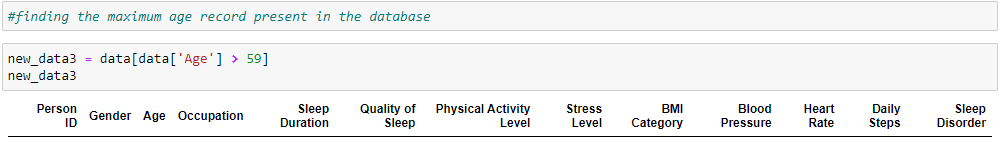 #finding the maximum age record present in the database
new_data3 = data[data['Age'] > 59]
new_data3
Person ID Gender Age Occupation Sleep Duration Quality of Sleep Physical Activity Level Stress Level BMI Category Blood Pressure Heart Rate Daily Steps Sleep Disorder